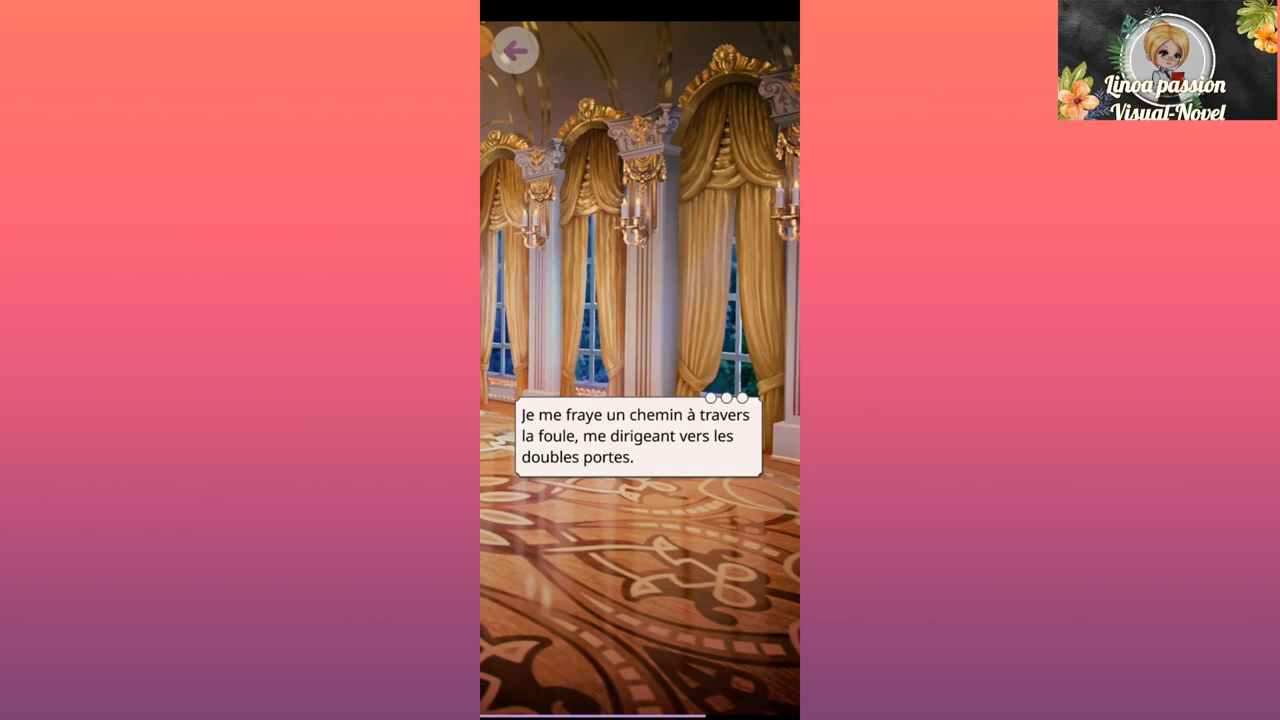 Linoa passion
Visual-Novel
Je me fraye un chemin à travers
la foule, me dirigeant vers les
doubles portes.